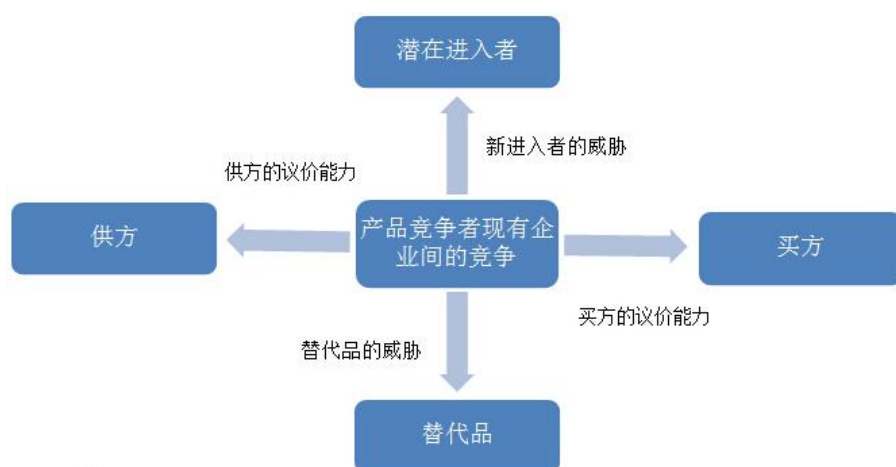 潜在进入者
新进入者的威胁
供方的议价能力
供方
产品竞争者现有企
业间的竞争
买方
买方的议价能力
替代品的威胁
替代品